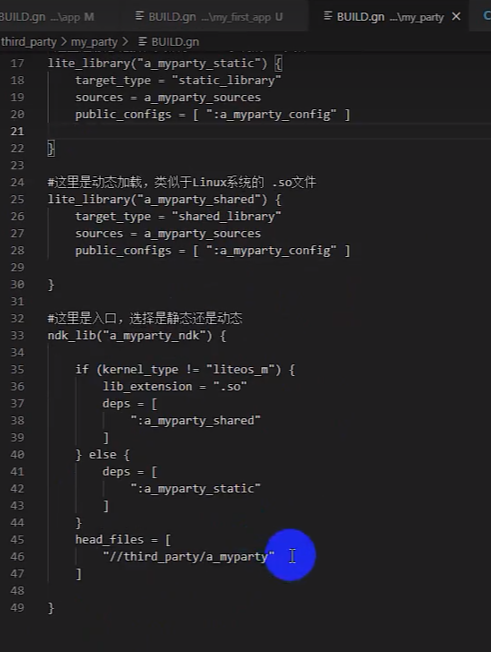 BUILD.gn ...\app M
BUILD.gn ...\my_first_app U
BUILD.gn ...\my_party ×
third_party > my_party > BUILD.gn
17 lite_library("a_myparty_static") {
18 target_type = "static_library"
19 sources = a_myparty_sources
20 public_configs = [ ":a_myparty_config" ]
21
22 }
23
24 #这里是动态加载，类似于Linux系统的 .so文件
25 lite_library("a_myparty_shared") {
26 target_type = "shared_library"
27 sources = a_myparty_sources
28 public_configs = [ ":a_myparty_config" ]
29
30 }
31
32 #这里是入口，选择是静态还是动态
33 ndk_lib("a_myparty_ndk") {
34
35 if (kernel_type != "liteos_m") {
36 lib_extension = ".so"
37 deps = [
38 ":a_myparty_shared"
39 ]
40 } else {
41 deps = [
42 ":a_myparty_static"
43 ]
44 }
45 head_files = [
46 "//third_party/a_myparty"
47 ]
48
49 }